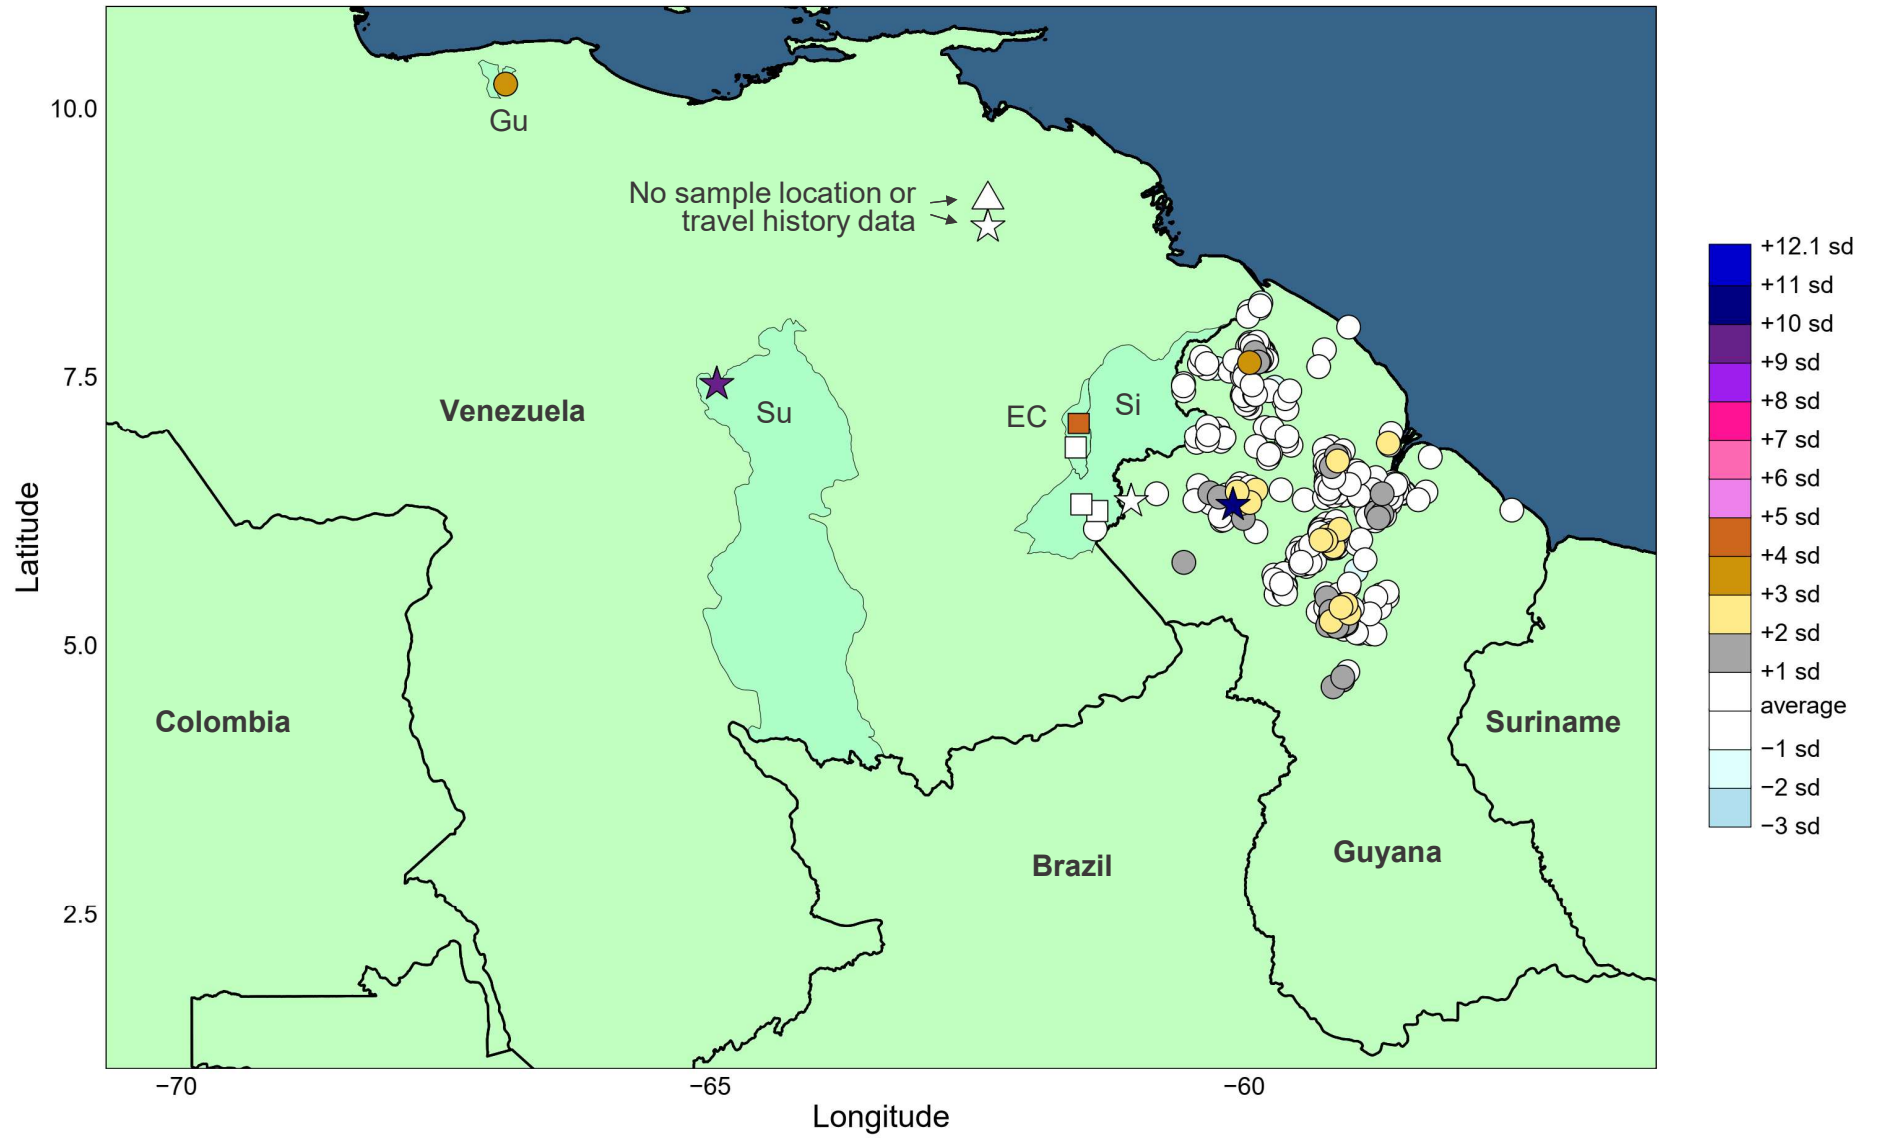 10.0
Gu
No sample location or
travel history data
+12.1 sd
+11 sd
+10 sd
+9 sd
+8 sd
+7 sd
+6 sd
+5 sd
+4 sd
+3 sd
+2 sd
+1 sd
average
−1 sd
−2 sd
−3 sd
7.5
Venezuela
Su
EC
Si
Latitude
5.0
Colombia
Suriname
Brazil
Guyana
2.5
−70
−65
−60
Longitude